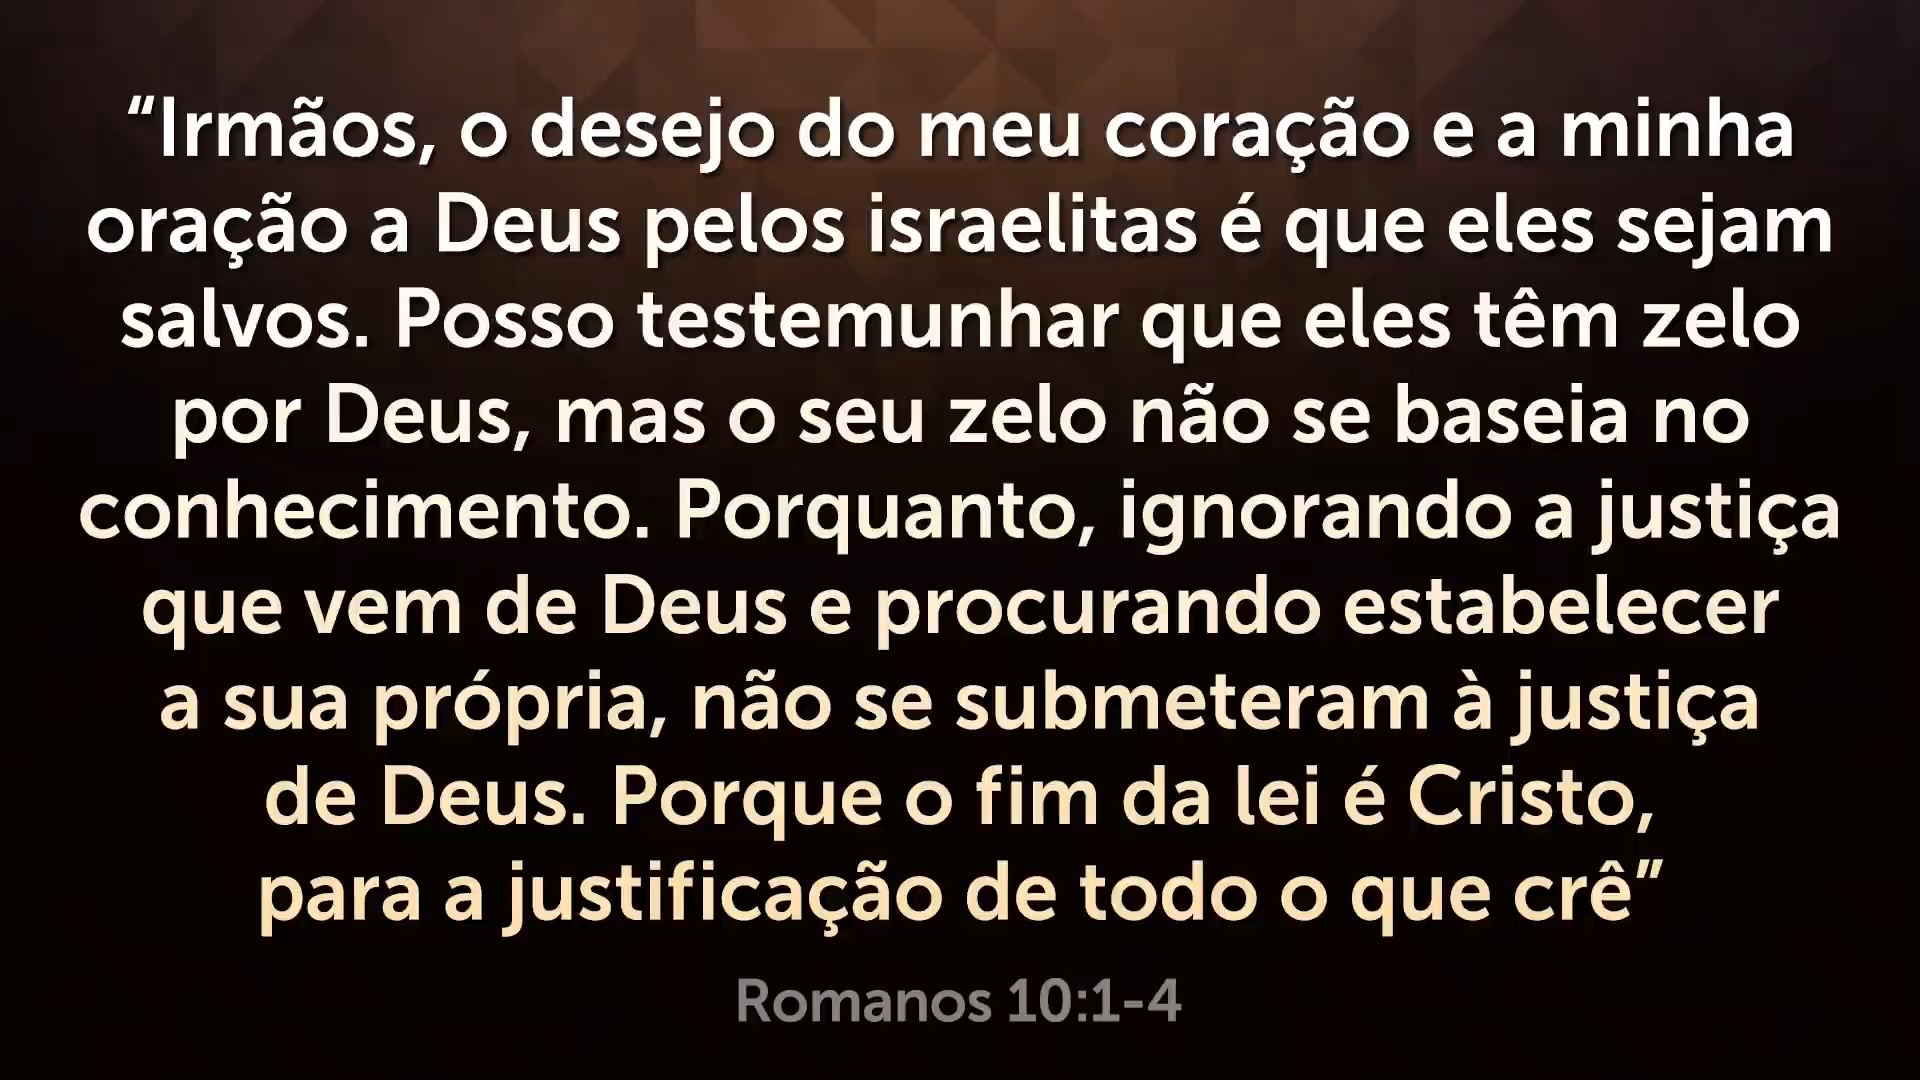 “Irmãos, o desejo do meu coração e a minha
oração a Deus pelos israelitas é que eles sejam
salvos. Posso testemunhar que eles têm zelo
por Deus, mas o seu zelo não se baseia no
conhecimento. Porquanto, ignorando a justiça
que vem de Deus e procurando estabelecer
a sua própria, não se submeteram à justiça
de Deus. Porque o fim da lei é Cristo,
para a justificação de todo o que crê”
Romanos 10:1-4